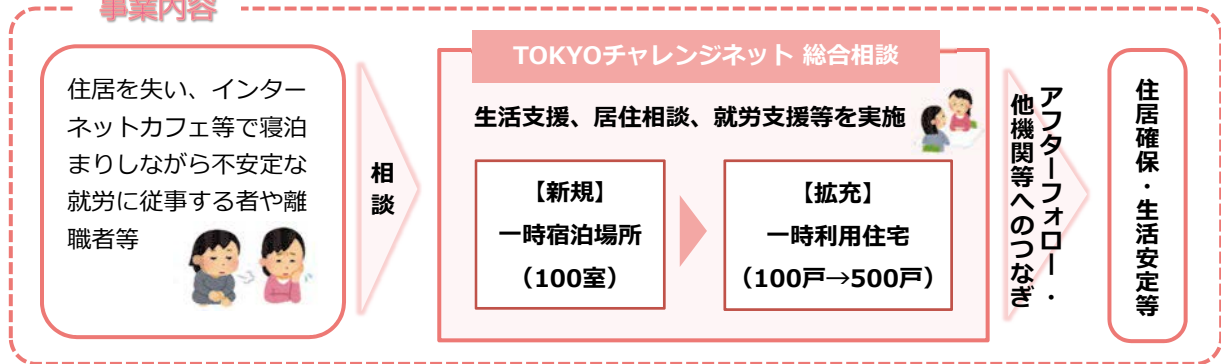 事業内容
住居を失い、インター
ネットカフェ等で寝泊
まりしながら不安定な
就労に従事する者や離
職者等
相談
TOKYOチャレンジネット 総合相談
生活支援、居住相談、就労支援等を実施
【新規】
一時宿泊場所
（100室）
【拡充】
一時利用住宅
（100戸→500戸）
アフターフォロー・
他機関等へのつなぎ
住居確保・生活安定等